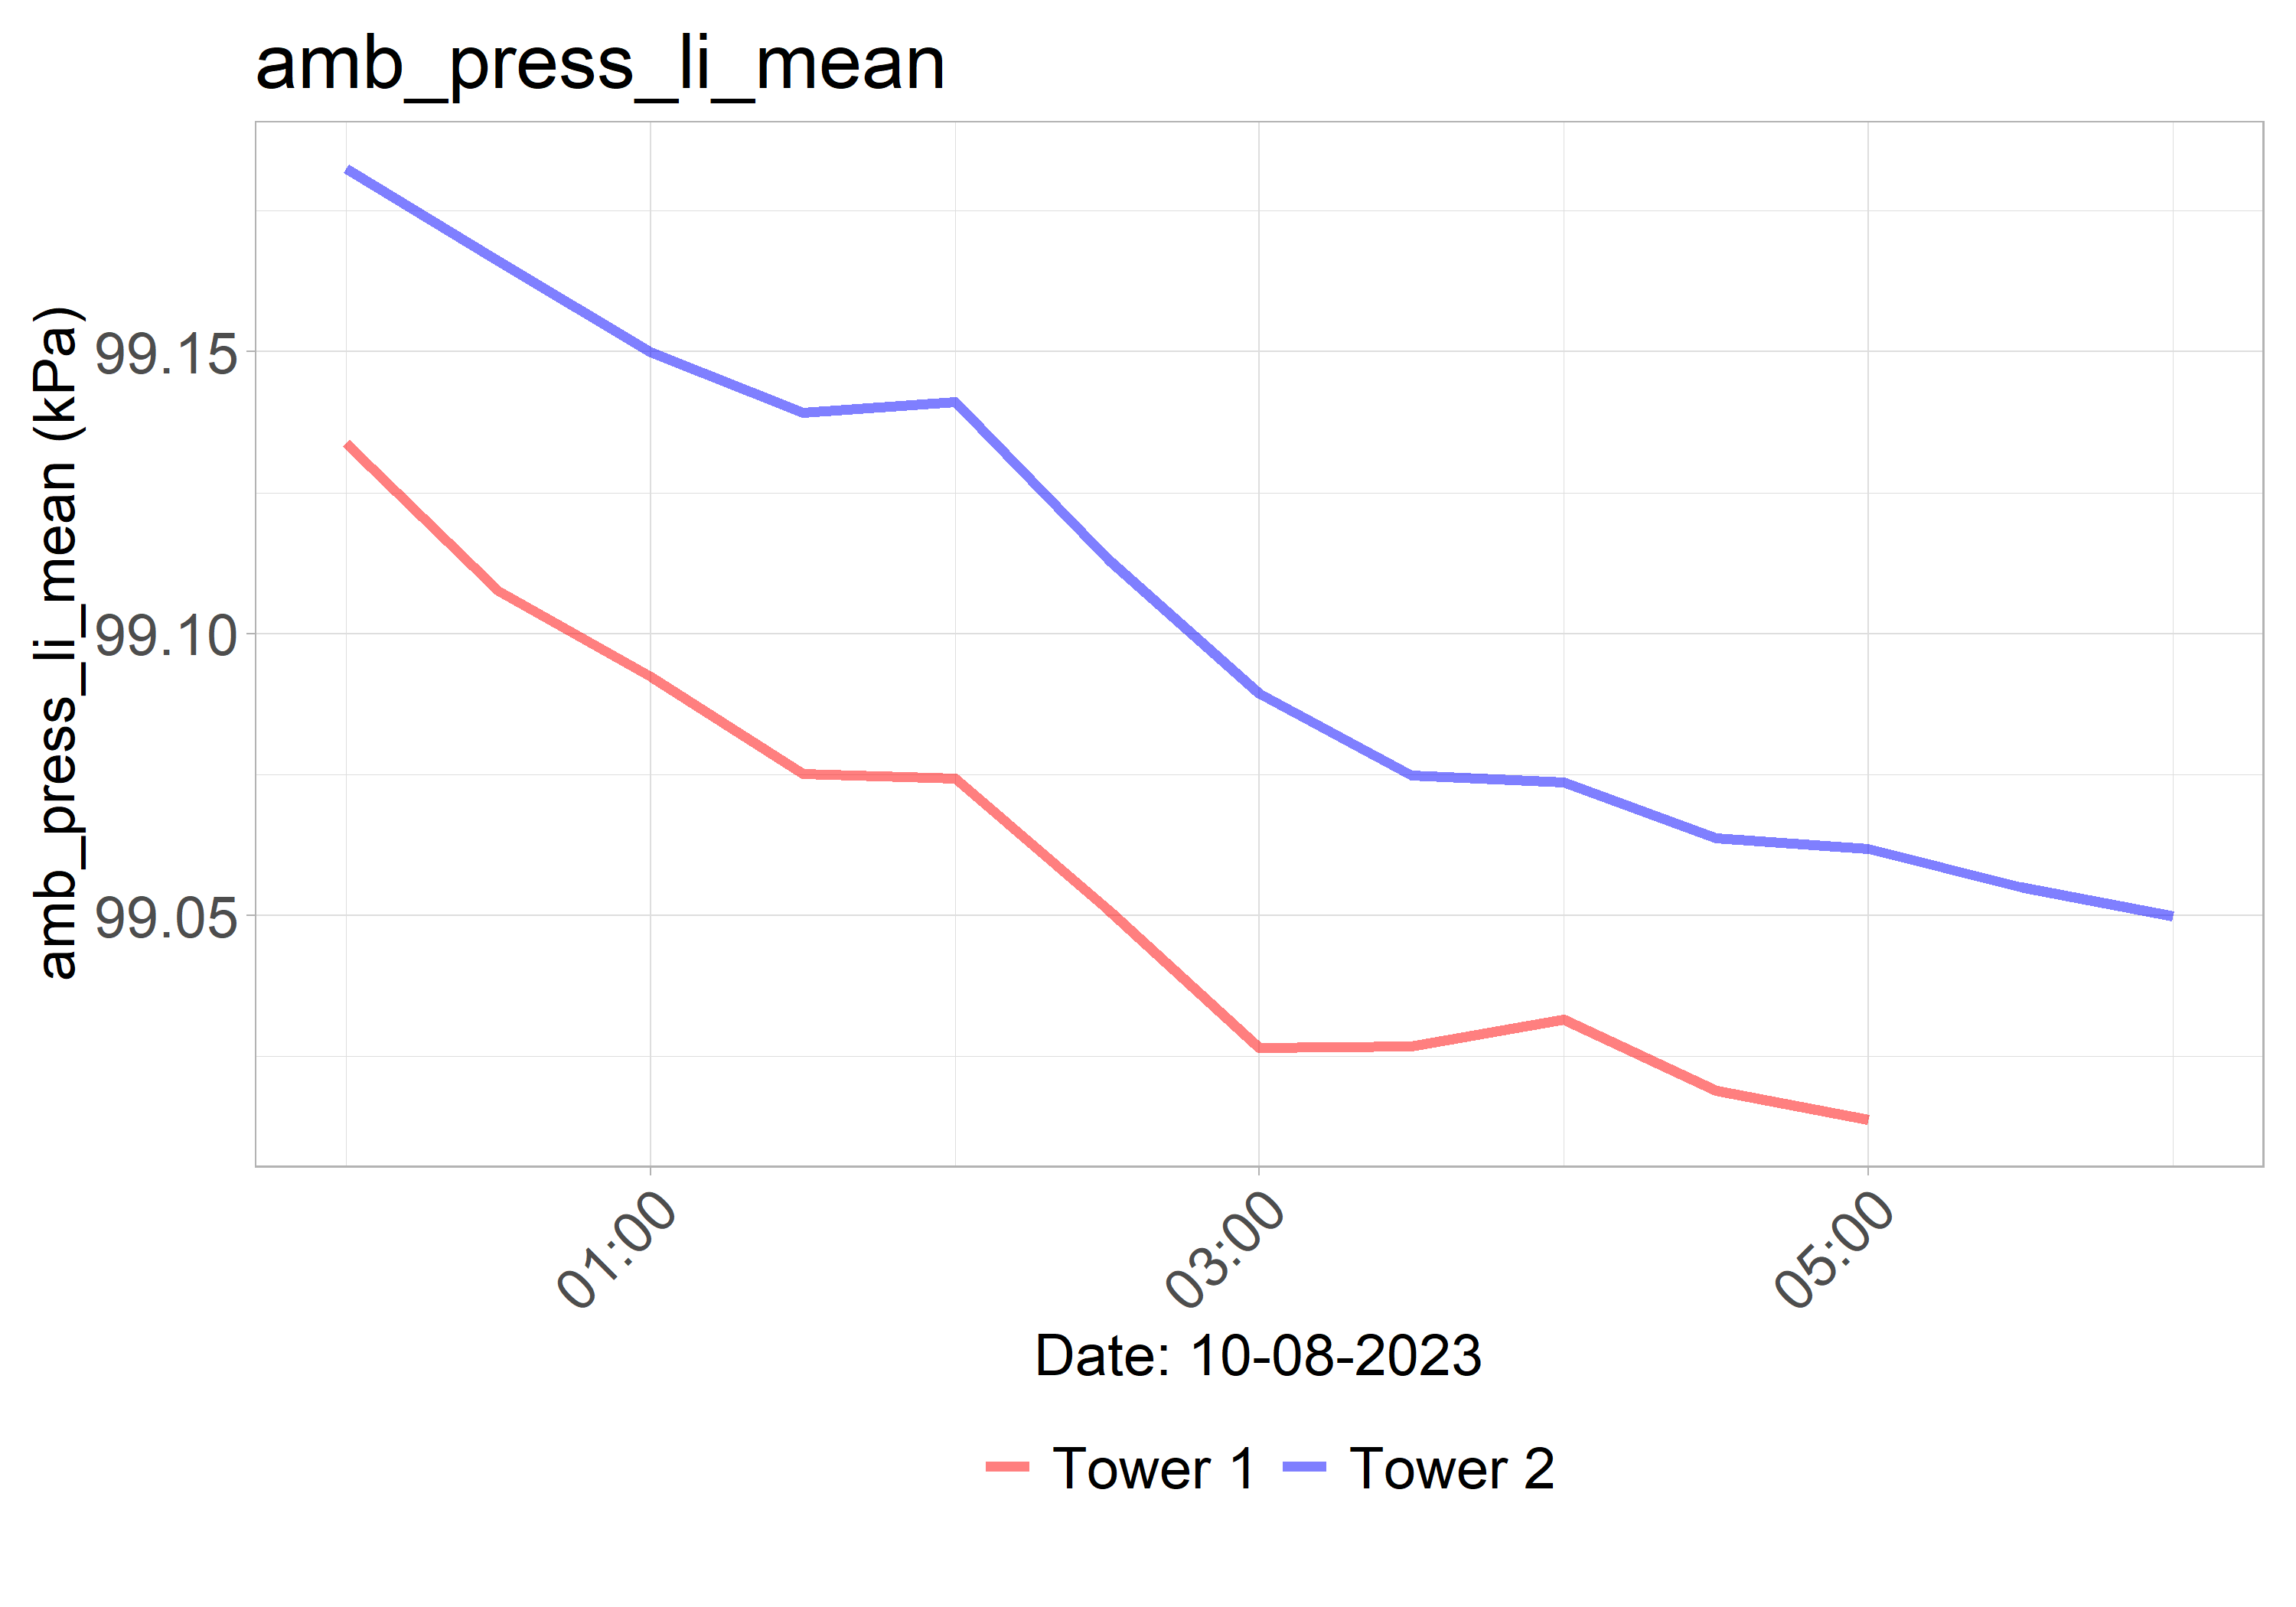 amb_press_li_mean
amb_press_li_mean (kPa)
99.15
99.10
99.05
01:00
03:00
05:00
Date: 10-08-2023
Tower 1
Tower 2